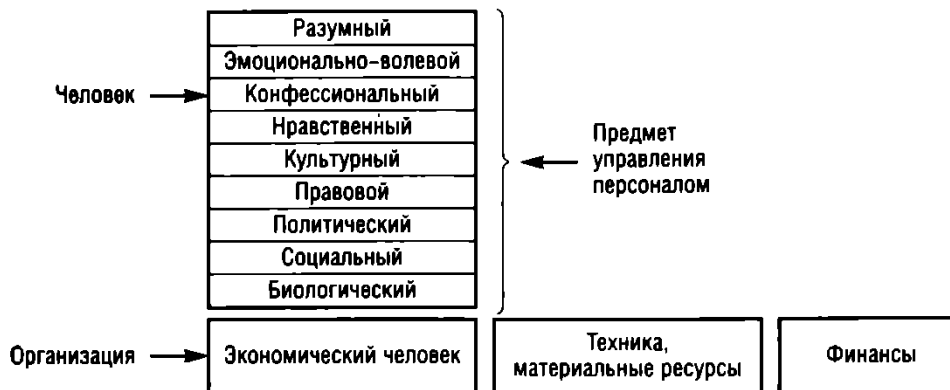 Разумный
Эмоционально-волевой
Человек
Конфессиональный
Нравственный
Культурный
Правовой
Политический
Социальный
Биологический
Предмет
управления
персоналом
Организация
Экономический человек
Техника,
материальные ресурсы
Финансы